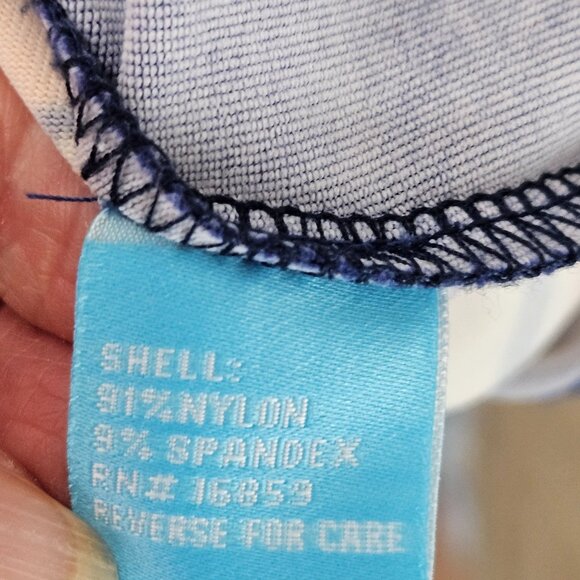 SHELL:
91% NYLON
9% SPANDEX
RN# 16859
REVERSE FOR CARE